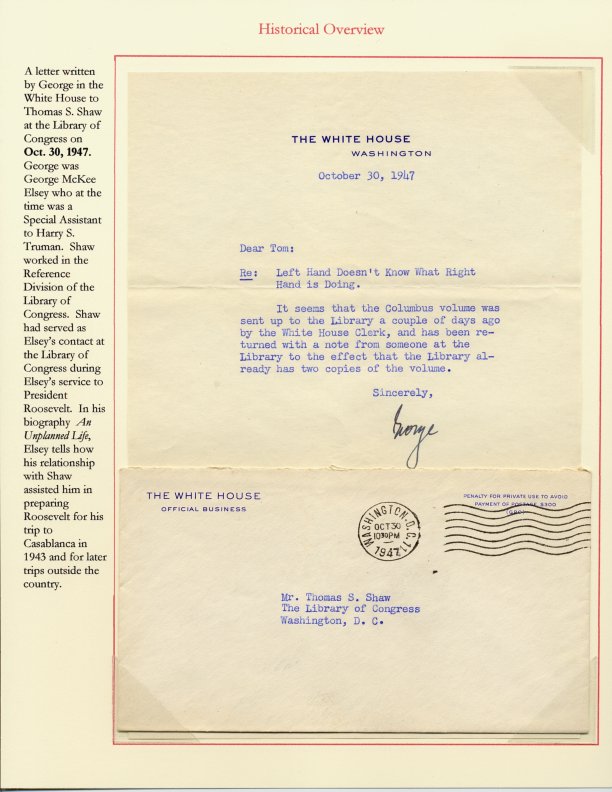 Historical Overview
A letter written
by George in the
White House to
Thomas S. Shaw
at the Library of
Congress on
Oct. 30, 1947.
George was
George McKee
Elsey who at the
time was a
Special Assistant
to Harry S.
Truman. Shaw
worked in the
Reference
Division of the
Library of
Congress. Shaw
had served as
Elsey's contact at
the Library of
Congress during
Elsey's service to
President
Roosevelt. In his
biography An
Unplanned Life,
Elsey tells how
his relationship
with Shaw
assisted him in
preparing
Roosevelt for his
trip to
Casablanca in
1943 and for later
trips outside the
country.
THE WHITE HOUSE
WASHINGTON
October 30, 1947
Dear Tom:
Re: Left Hand Doesn't Know What Right
Hand is Doing.
It seems that the Columbus volume was
sent up to the Library a couple of days ago
by the White House Clerk, and has been re-
turned with a note from someone at the
Library to the effect that the Library al-
ready has two copies of the volume.
Sincerely,
George
THE WHITE HOUSE
OFFICIAL BUSINESS
WASHINGTON, D.C. 11
OCT 30
10 30 PM
1947
PENALTY FOR PRIVATE USE TO AVOID
PAYMENT OF POSTAGE, $300
Mr. Thomas S. Shaw
The Library of Congress
Washington, D. C.